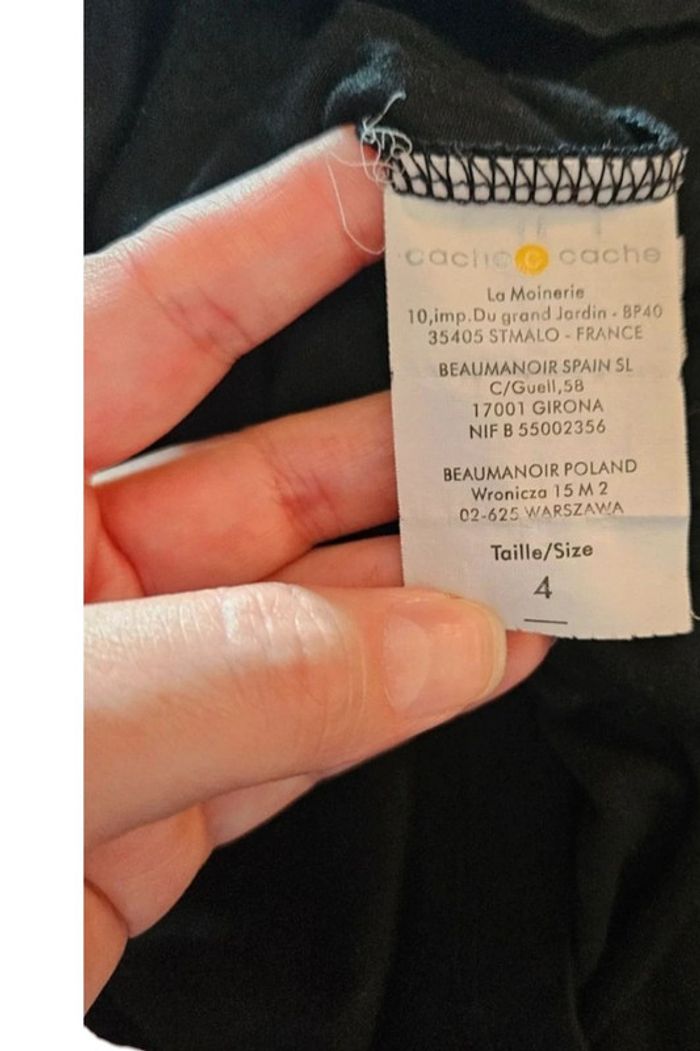 cache c cache
La Moinerie
10,imp.Du grand Jardin - BP40
35405 STMALO - FRANCE
BEAUMANOIR SPAIN SL
C/Guell,58
17001 GIRONA
NIF B 55002356
BEAUMANOIR POLAND
Wronicza 15 M 2
02-625 WARSZAWA
Taille/Size
4